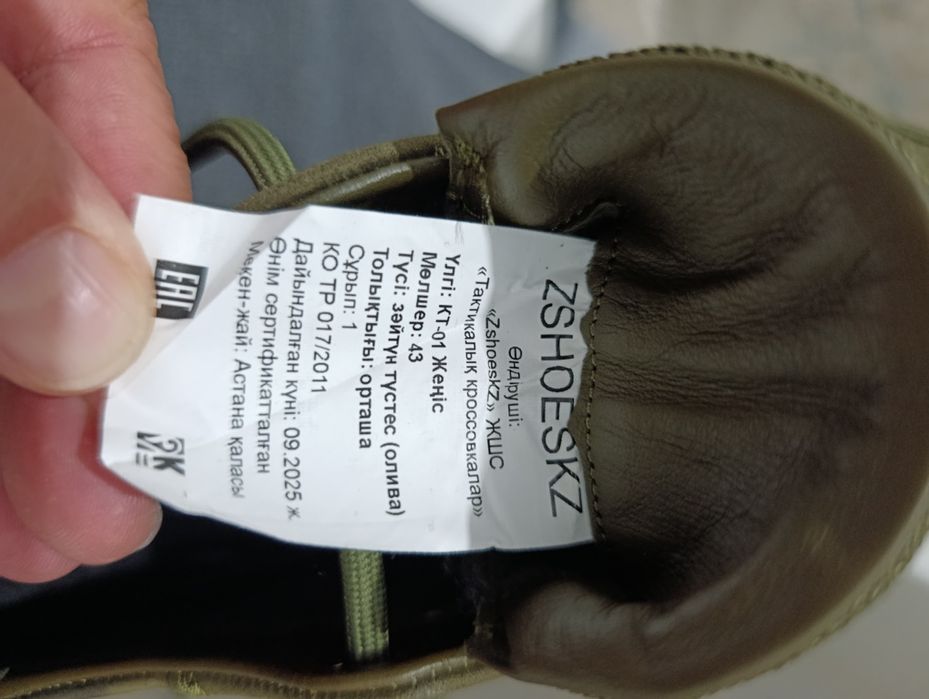 ZSHOESKZ
Өндіруші:
«ZshoesKZ» ЖШС
«Тактикалық кроссовкалар»
Үлгі: КТ-01 Жеңіс
Мөлшер: 43
Түсі: зәйтүн түстес (олива)
Толықтығы: орташа
Сұрып: 1
КО ТР 017/2011
Дайындалған күні: 09.2025 ж
Өнім сертификатталған
Мекен-жай: Астана қаласы
EAC